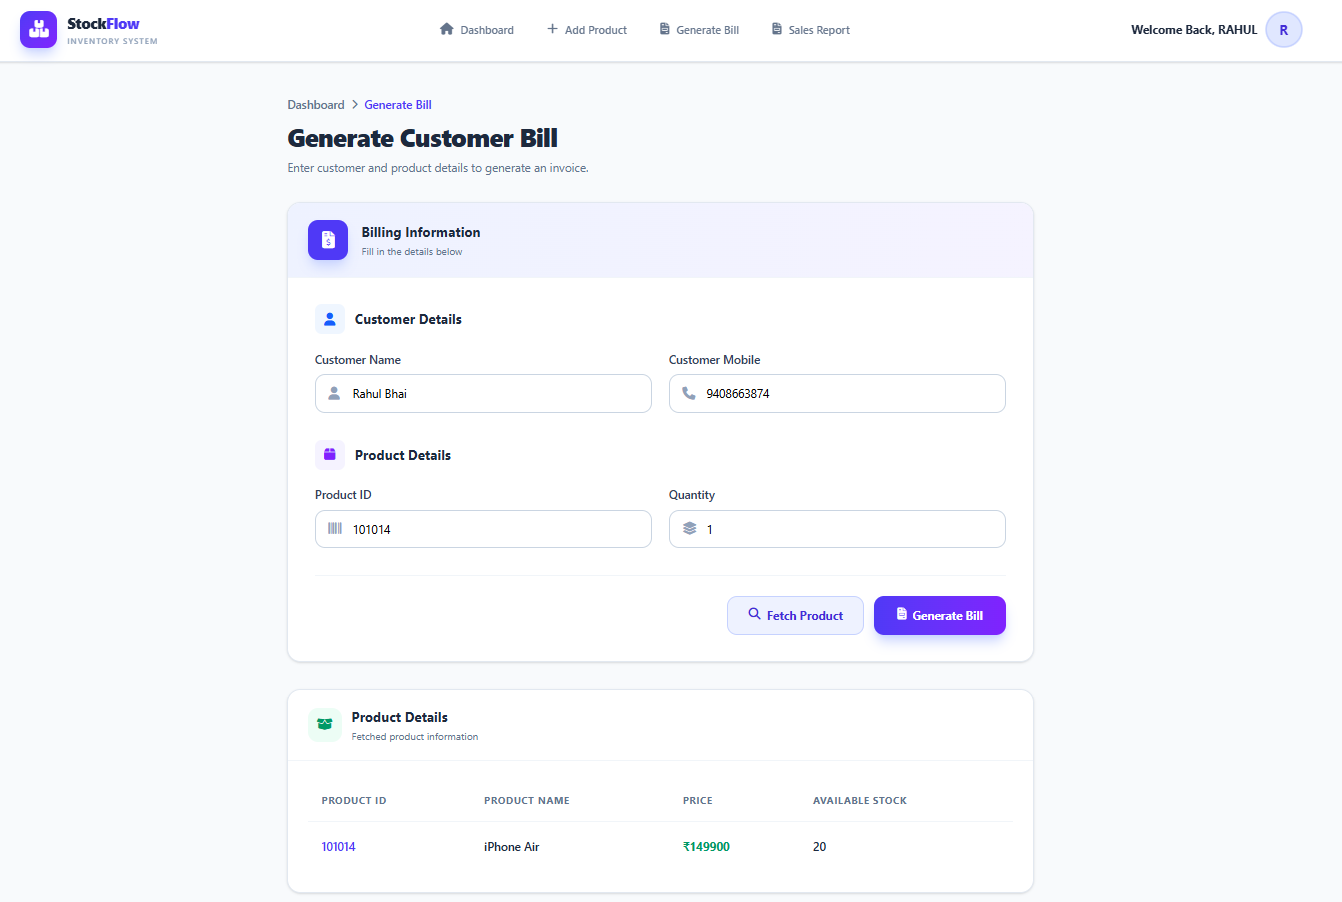 StockFlow
INVENTORY SYSTEM
Dashboard
Add Product
Generate Bill
Sales Report
Welcome Back, RAHUL
R
Dashboard > Generate Bill
Generate Customer Bill
Enter customer and product details to generate an invoice.
Billing Information
Fill in the details below
Customer Details
Customer Name
Customer Mobile
Rahul Bhai
9408663874
Product Details
Product ID
Quantity
101014
1
Fetch Product
Generate Bill
Product Details
Fetched product information
PRODUCT ID PRODUCT NAME PRICE AVAILABLE STOCK
101014 iPhone Air ₹149900 20